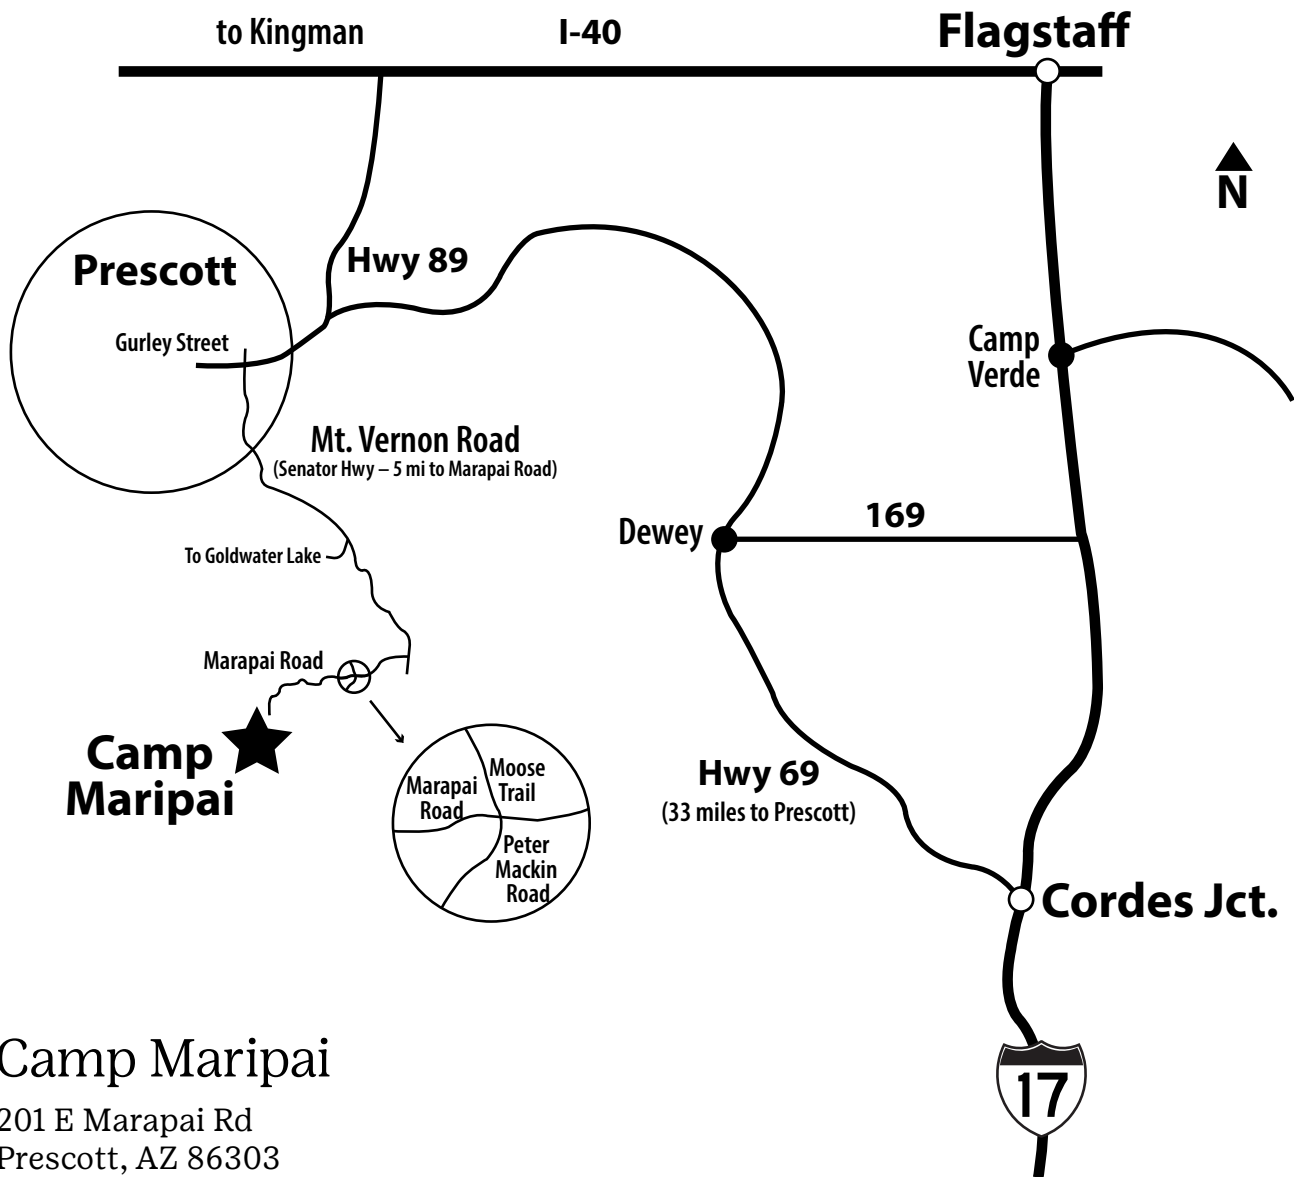 to Kingman
I-40
Flagstaff
N
Prescott
Hwy 89
Gurley Street
Camp
Verde
Mt. Vernon Road
(Senator Hwy – 5 mi to Marapai Road)
169
Dewey
To Goldwater Lake
Marapai Road
Camp
Maripai
Moose
Trail
Marapai
Road
Peter
Mackin
Road
Hwy 69
(33 miles to Prescott)
Cordes Jct.
17
Camp Maripai
201 E Marapai Rd
Prescott, AZ 86303